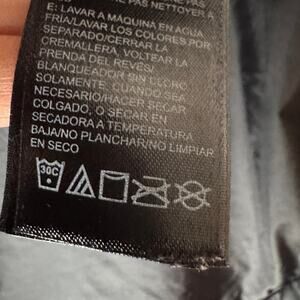 PAS NETTOYER À
E: LAVAR A MÁQUINA EN AGUA
FRÍA/LAVAR LOS COLORES POR
SEPARADO/CERRAR LA
CREMALLERA, VOLTEAR LA
PRENDA DEL REVÉS/
BLANQUEADOR SIN CLORO
SOLAMENTE, CUANDO SEA
NECESARIO/HACER SECAR
COLGADO, O SECAR EN
SECADORA A TEMPERATURA
BAJA/NO PLANCHAR/NO LIMPIAR
EN SECO
30C